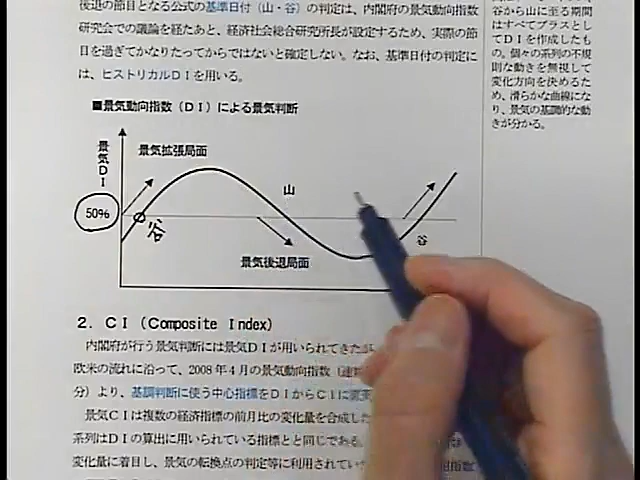 後退の節目となる公式の基準日付(山・谷)の判定は、内閣府の景気動向指数
研究会での議論を経たあと、経済社会総合研究所長が設定するため、実際の節
目を過ぎてかなりたってからではないと確定しない。なお、基準日付の判定に
は、ヒストリカルDIを用いる。
谷から山に至る期間
はすべてプラスとし
てDIを作成したも
の。個々の系列の不規
則な動きを無視して
変化方向を決めるた
め、滑らかな曲線にな
り、景気の基調的な動
きが分かる。
■景気動向指数(DI)による景気判断
景気DI
景気拡張局面
山
50%
谷
谷
景気後退局面
2. CI(Composite Index)
内閣府が行う景気判断には景気DIが用いられてきたが
欧米の流れに沿って、2008年4月の景気動向指数(速
分)より、基調判断に使う中心指標をDIからCIに
景気CIは複数の経済指標の前月比の変化量を合成した
系列はDIの算出に用いられている指標とと同じである。
変化量に着目し、景気の転換点の判定等に利用されてい